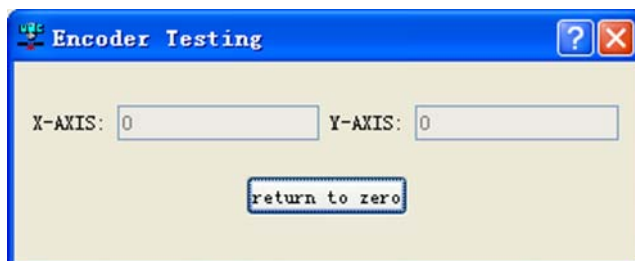 Encoder Testing
X-AXIS: 0 Y-AXIS: 0
return to zero